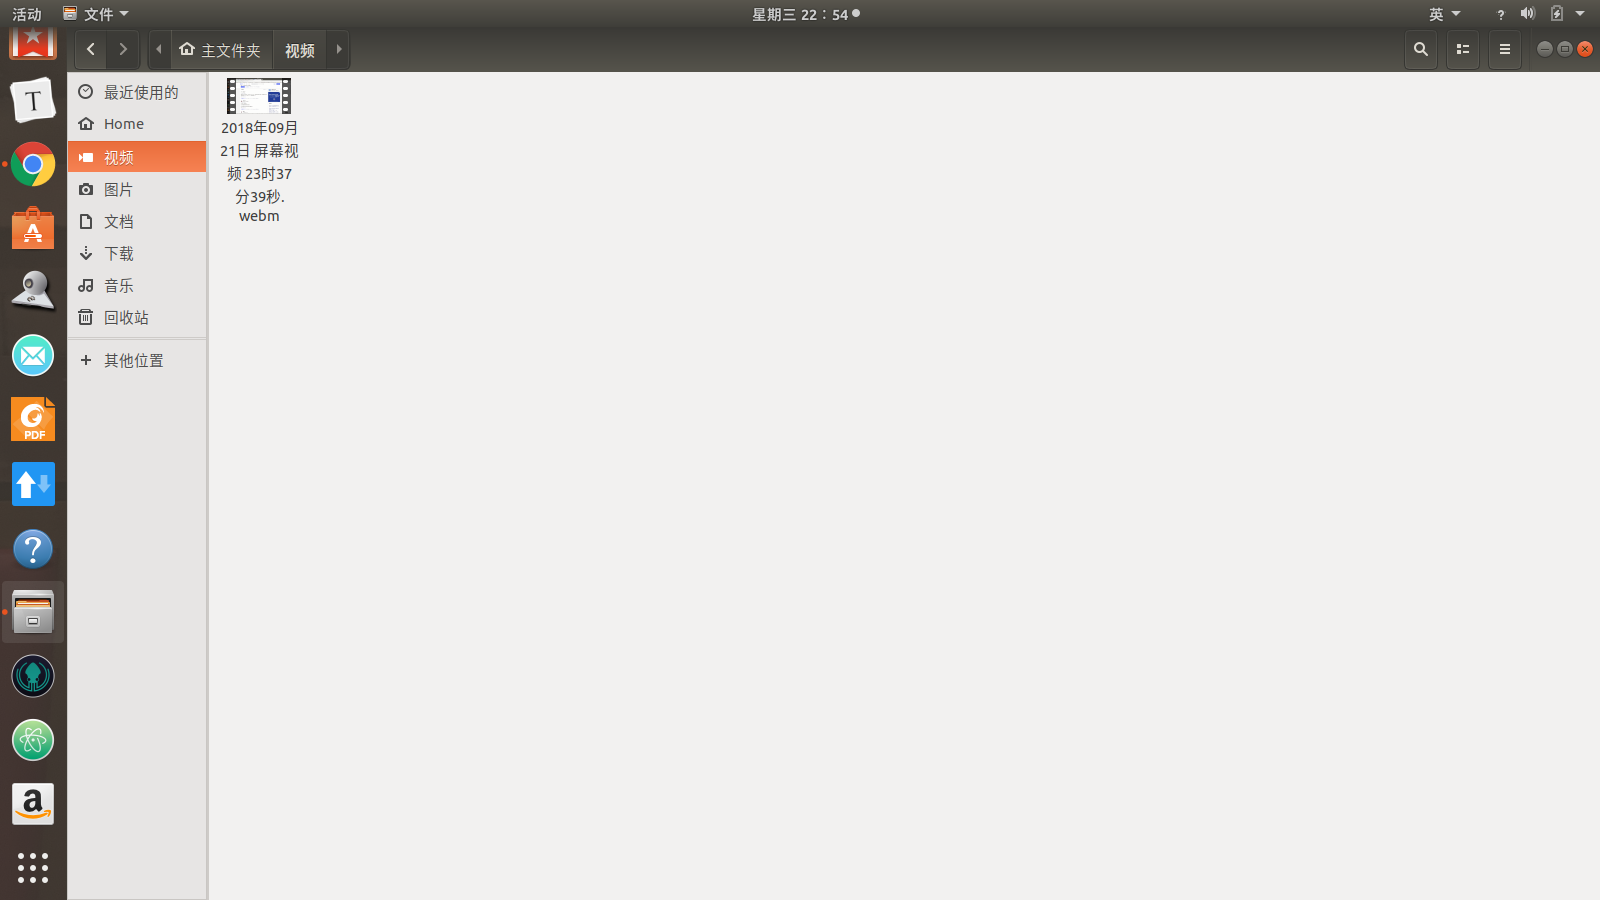 活动 文件 星期三 22：54 英
主文件夹 视频
最近使用的
Home
视频
图片
文档
下载
音乐
回收站
其他位置
2018年09月
21日 屏幕视
频 23时37
分39秒.
webm
T
A
PDF
?
a